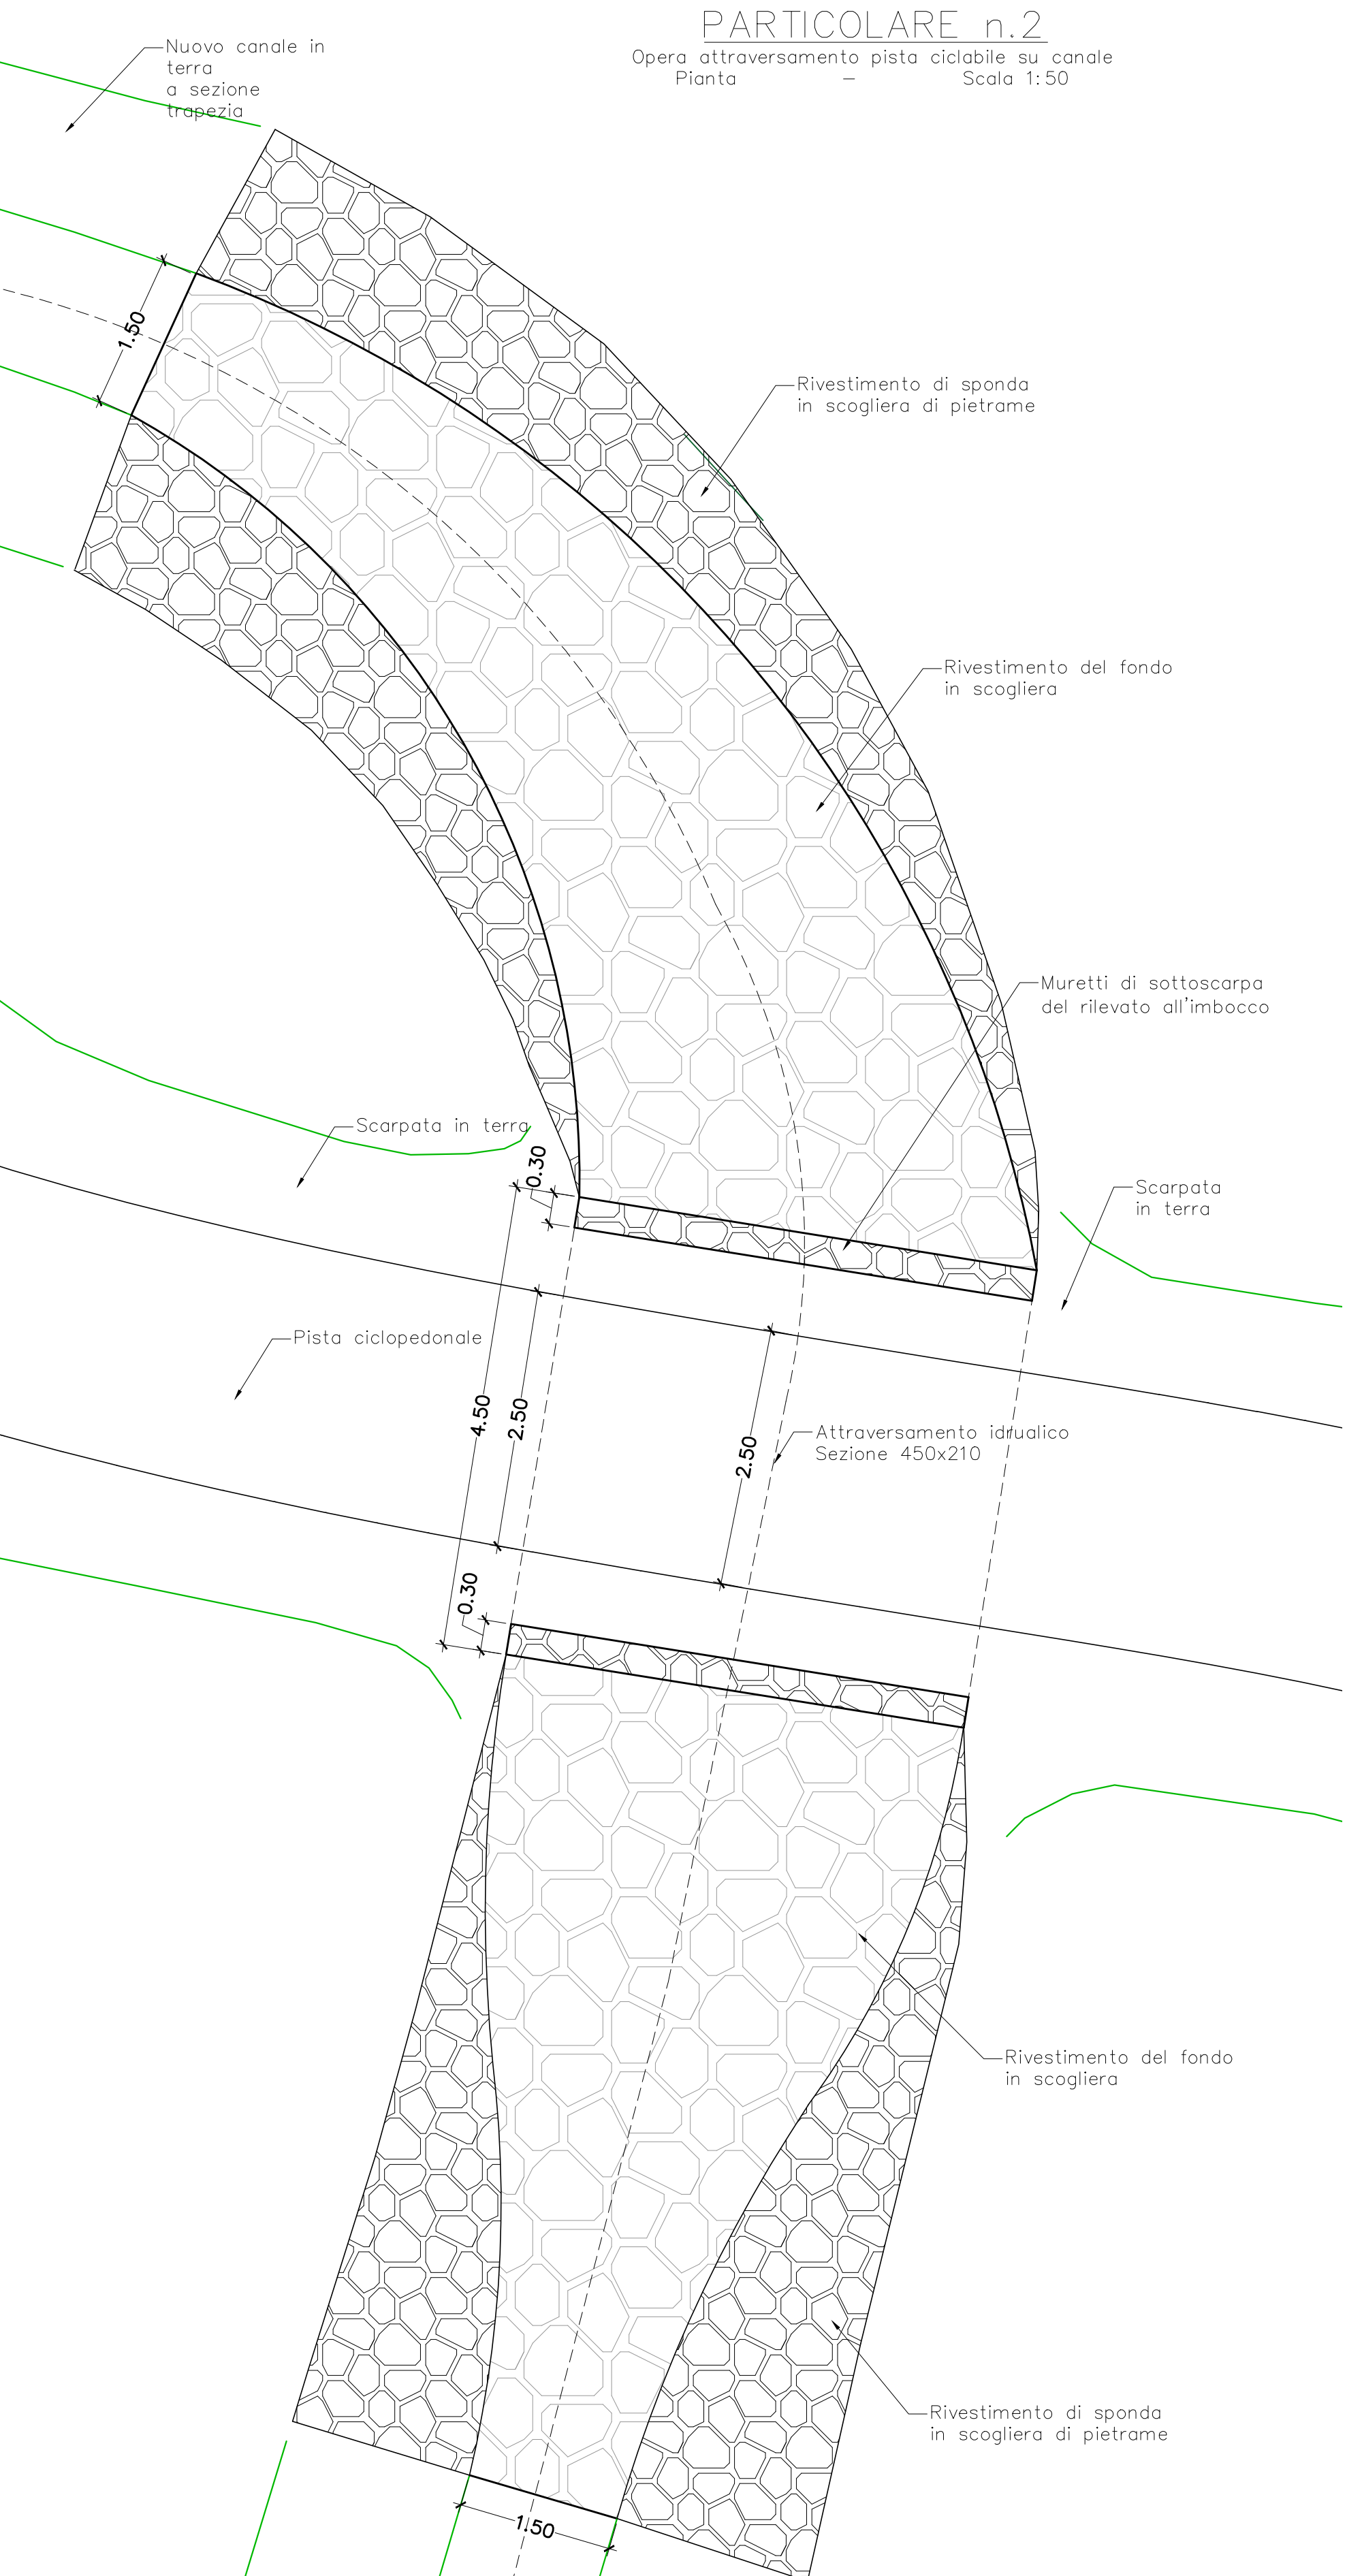 PARTICOLARE n.2
Opera attraversamento pista ciclabile su canale
Pianta - Scala 1:50
Nuovo canale in
terra
a sezione
trapezia
1.50
Rivestimento di sponda
in scogliera di pietrame
Rivestimento del fondo
in scogliera
Muretti di sottoscarpa
del rilevato all'imbocco
Scarpata in terra
0.30
Scarpata
in terra
Pista ciclopedonale
4.50
2.50
2.50
Attraversamento idrualico
Sezione 450x210
0.30
Rivestimento del fondo
in scogliera
Rivestimento di sponda
in scogliera di pietrame
1.50